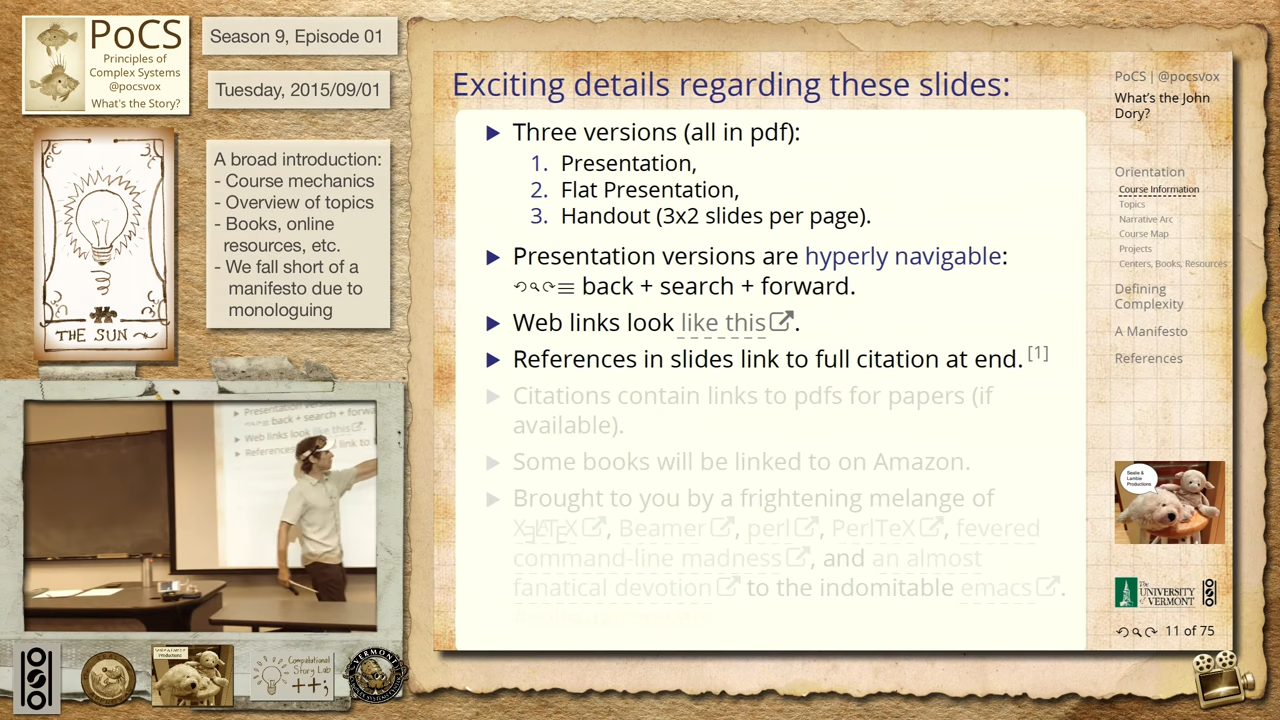 PoCS
Principles of
Complex Systems
@pocsvox
What's the Story?
Season 9, Episode 01
Tuesday, 2015/09/01
A broad introduction:
- Course mechanics
- Overview of topics
- Books, online
resources, etc.
- We fall short of a
manifesto due to
monologuing
THE SUN
back + search + forwa
Web links look like this.
References link to
Exciting details regarding these slides:
Three versions (all in pdf):
1. Presentation,
2. Flat Presentation,
3. Handout (3x2 slides per page).
Presentation versions are hyperly navigable:
back + search + forward.
Web links look like this.
References in slides link to full citation at end. [1]
Citations contain links to pdfs for papers (if
available).
Some books will be linked to on Amazon.
Brought to you by a frightening melange of
XƎLATEX, Beamer, perl, PerlTeX, fevered
command-line madness, and an almost
fanatical devotion to the indomitable emacs.
PoCS | @pocsvox
What's the John
Dory?
Orientation
Course Information
Topics
Narrative Arc
Course Map
Projects
Centers, Books, Resources
Defining
Complexity
A Manifesto
References
Sealie &
Lambie
Productions
The
UNIVERSITY
of VERMONT
11 of 75
Computational
Story Lab
++;
VERMONT